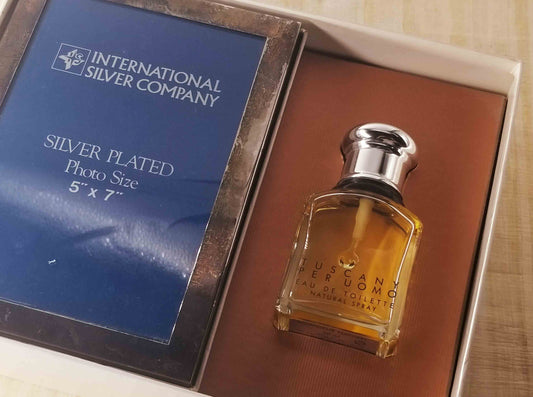 INTERNATIONAL
SILVER COMPANY
SILVER PLATED
Photo Size
5" x 7"
TUSCANY
PER UOMO
EAU DE TOILETTE
NATURAL SPRAY